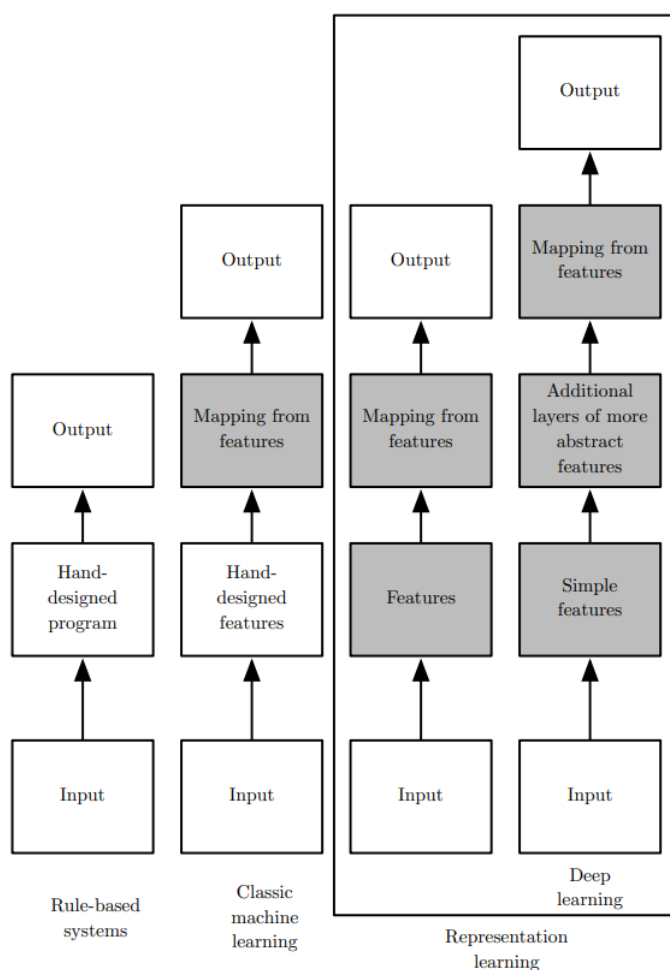 Output
Output
Output
Mapping from
features
Output
Mapping from
features
Mapping from
features
Additional
layers of more
abstract
features
Hand-
designed
program
Hand-
designed
features
Features
Simple
features
Input
Input
Input
Input
Rule-based
systems
Classic
machine
learning
Deep
learning
Representation
learning